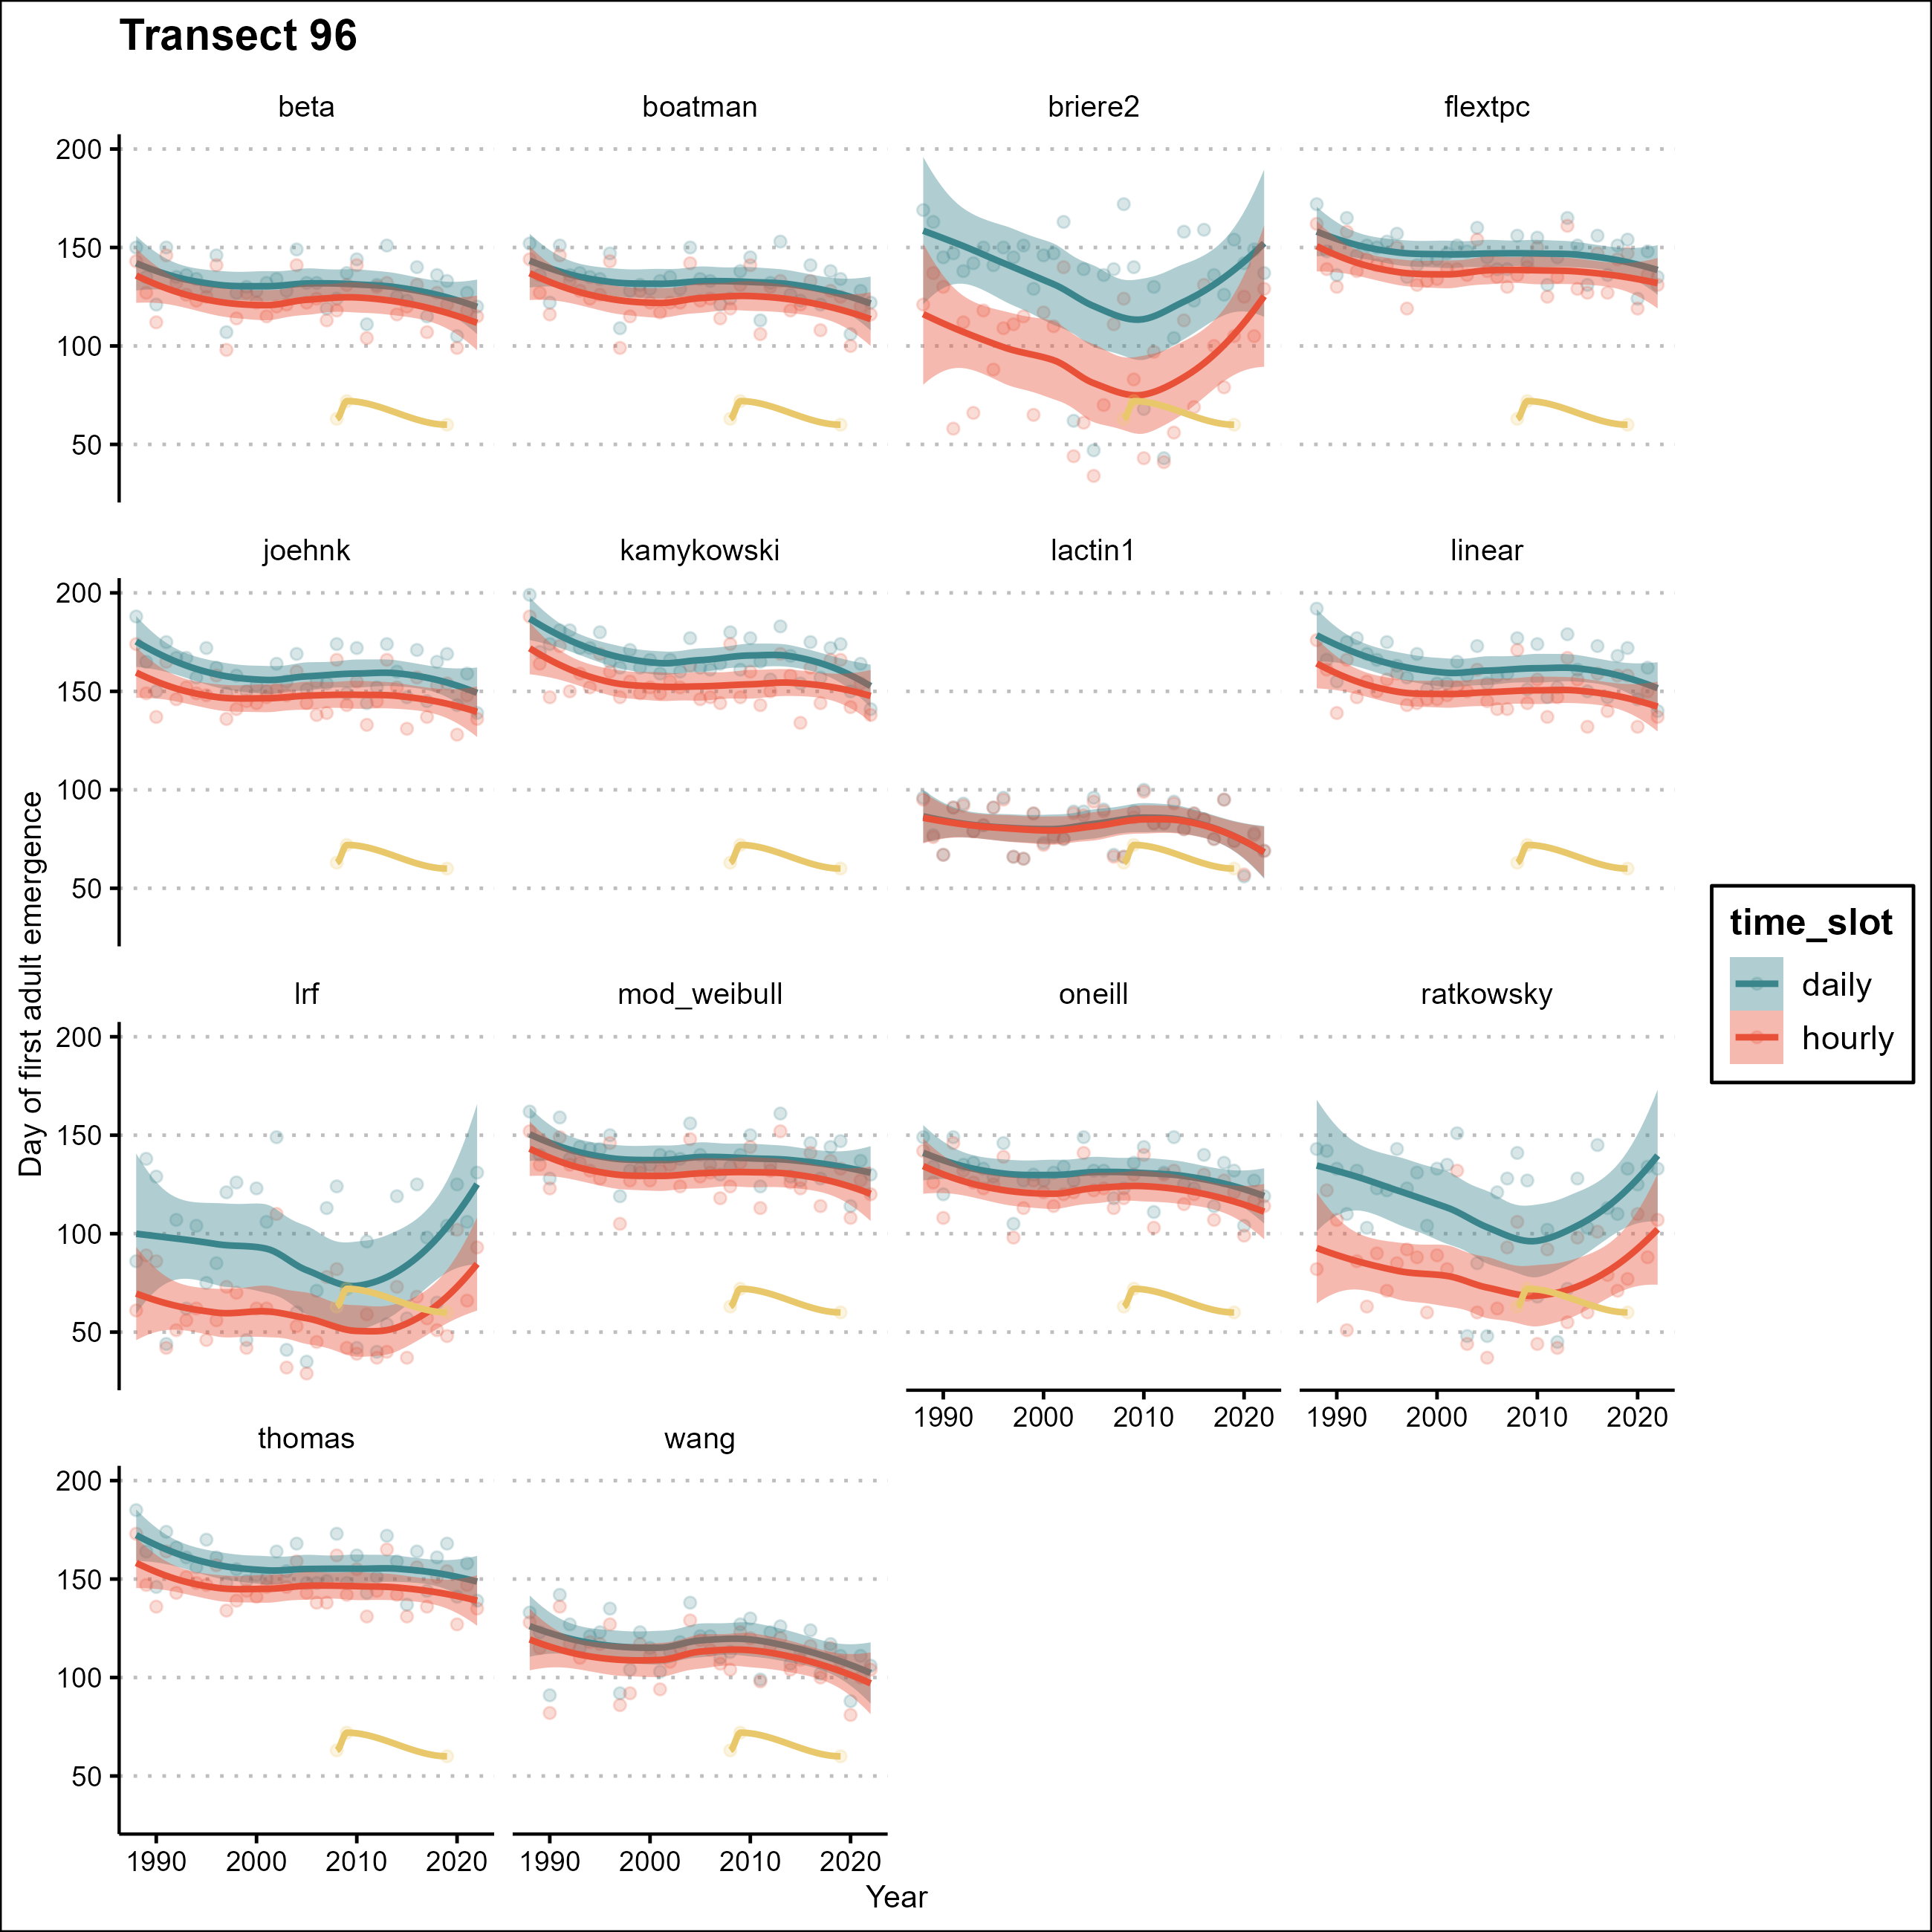 Transect 96
beta
boatman
briere2
flextpc
200
150
100
50
joehnk
kamykowski
lactin1
linear
200
150
100
50
lrf
mod_weibull
oneill
ratkowsky
200
150
100
50
1990 2000 2010 2020
1990 2000 2010 2020
thomas
wang
200
150
100
50
1990 2000 2010 2020
1990 2000 2010 2020
Year
Day of first adult emergence
time_slot
daily
hourly